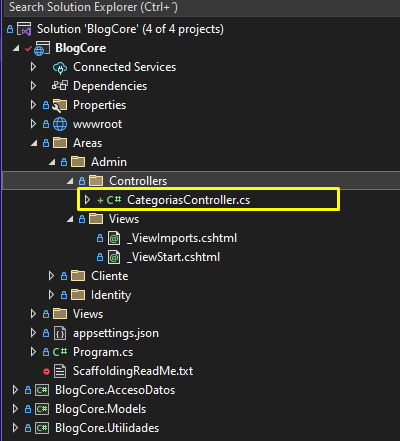 Search Solution Explorer (Ctrl+´)
Solution 'BlogCore' (4 of 4 projects)
BlogCore
Connected Services
Dependencies
Properties
wwwroot
Areas
Admin
Controllers
+ C# CategoriasController.cs
Views
@ _ViewImports.cshtml
@ _ViewStart.cshtml
Cliente
Identity
Views
appsettings.json
C# Program.cs
ScaffoldingReadMe.txt
C# BlogCore.AccesoDatos
C# BlogCore.Models
C# BlogCore.Utilidades